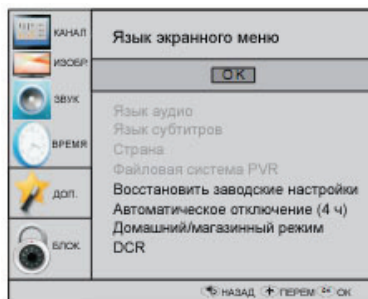 КАНАЛ
ИЗОБР.
ЗВУК
ВРЕМЯ
ДОП.
БЛОК.
Язык экранного меню
OK
Язык аудио
Язык субтитров
Страна
Файловая система PVR
Восстановить заводские настройки
Автоматическое отключение (4 ч)
Домашний/магазинный режим
DCR
НАЗАД ПЕРЕМ OK